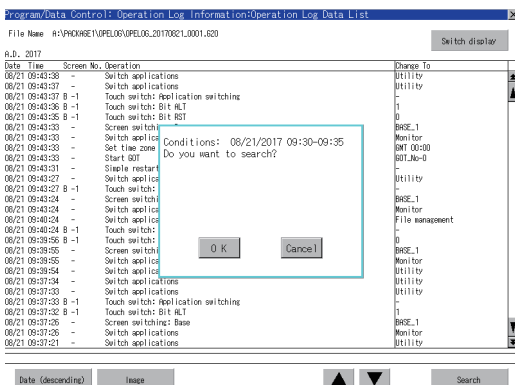 Program/Data Control: Operation Log Information:Operation Log Data List
File Name A:\PACKAGE1\OPELOG\OPELOG_20170821_0001.G2O
Switch display
A.D. 2017
Date Time Screen No. Operation Change To
08/21 09:43:38 - Switch applications Utility
08/21 09:43:37 - Switch applications Utility
08/21 09:43:37 B -1 Touch switch: Application switching -
08/21 09:43:36 B -1 Touch switch: Bit ALT 1
08/21 09:43:35 B -1 Touch switch: Bit RST 0
08/21 09:43:33 - Screen switchi BASE_1
08/21 09:43:33 - Switch applica Monitor
08/21 09:43:33 - Set time zone GMT 00:00
08/21 09:43:33 - Start GOT GOT_No-0
08/21 09:43:31 - Simple restart -
08/21 09:43:27 - Switch applica Utility
08/21 09:43:27 B -1 Touch switch: -
08/21 09:43:24 - Screen switchi BASE_1
08/21 09:43:24 - Switch applica Monitor
08/21 09:40:24 - Switch applica File management
08/21 09:40:24 B -1 Touch switch: -
08/21 09:39:56 B -1 Touch switch: 0
08/21 09:39:55 - Screen switchi BASE_1
08/21 09:39:55 - Switch applica Monitor
08/21 09:39:54 - Switch applica Utility
08/21 09:37:34 - Switch applica Utility
08/21 09:37:33 - Switch applications Utility
08/21 09:37:33 B -1 Touch switch: Application switching -
08/21 09:37:32 B -1 Touch switch: Bit ALT 1
08/21 09:37:26 - Screen switching: Base BASE_1
08/21 09:37:26 - Switch applications Monitor
08/21 09:37:21 - Switch applications Utility
Conditions: 08/21/2017 09:30-09:35
Do you want to search?
OK Cancel
Date (descending) Image Search